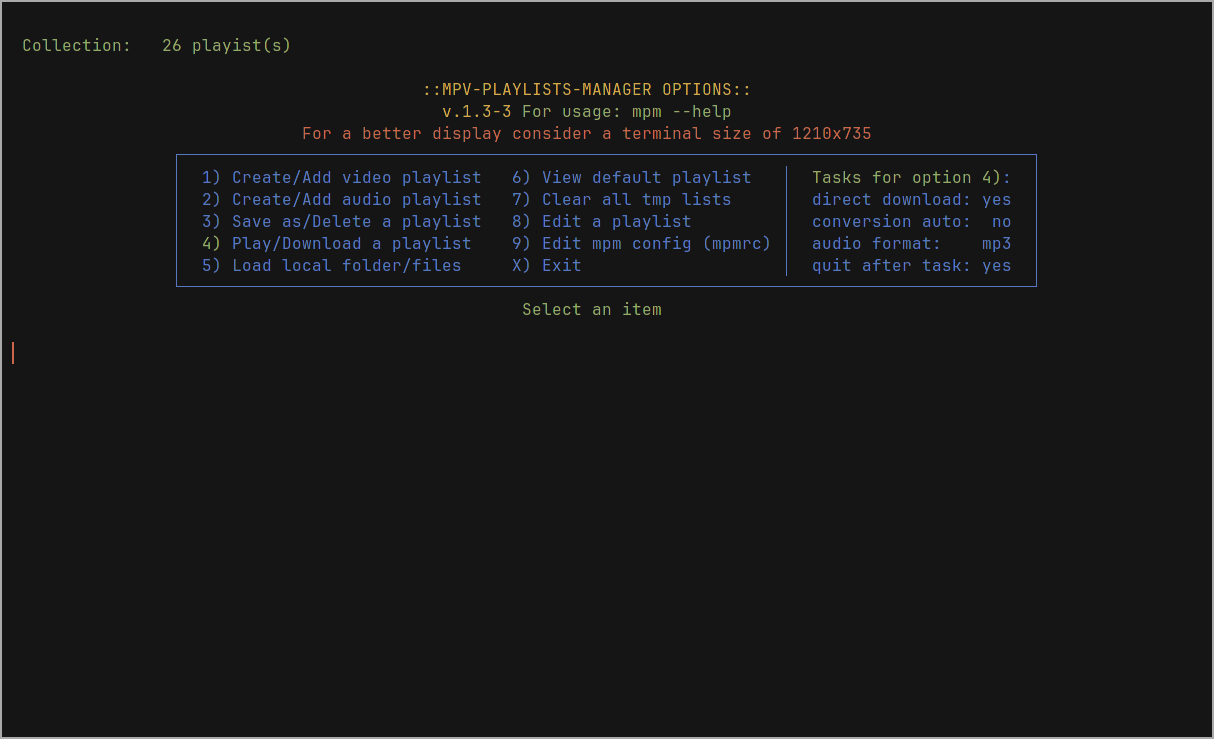 Collection:   26 playist(s)
::MPV-PLAYLISTS-MANAGER OPTIONS::
v.1.3-3 For usage: mpm --help
For a better display consider a terminal size of 1210x735
1) Create/Add video playlist   6) View default playlist   Tasks for option 4):
2) Create/Add audio playlist   7) Clear all tmp lists   direct download: yes
3) Save as/Delete a playlist   8) Edit a playlist   conversion auto:  no
4) Play/Download a playlist   9) Edit mpm config (mpmrc)   audio format:    mp3
5) Load local folder/files   X) Exit   quit after task: yes
Select an item